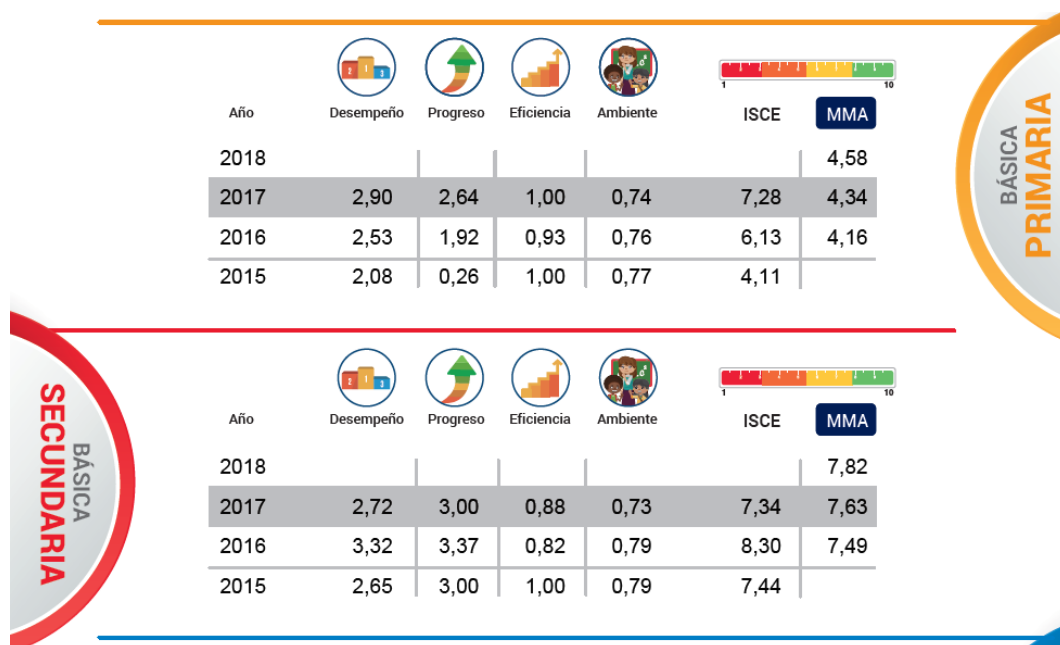 1 10
Año Desempeño Progreso Eficiencia Ambiente ISCE MMA
2018 4,58
2017 2,90 2,64 1,00 0,74 7,28 4,34
2016 2,53 1,92 0,93 0,76 6,13 4,16
2015 2,08 0,26 1,00 0,77 4,11
BÁSICA
PRIMARIA
1 10
Año Desempeño Progreso Eficiencia Ambiente ISCE MMA
2018 7,82
2017 2,72 3,00 0,88 0,73 7,34 7,63
2016 3,32 3,37 0,82 0,79 8,30 7,49
2015 2,65 3,00 1,00 0,79 7,44
BÁSICA
SECUNDARIA